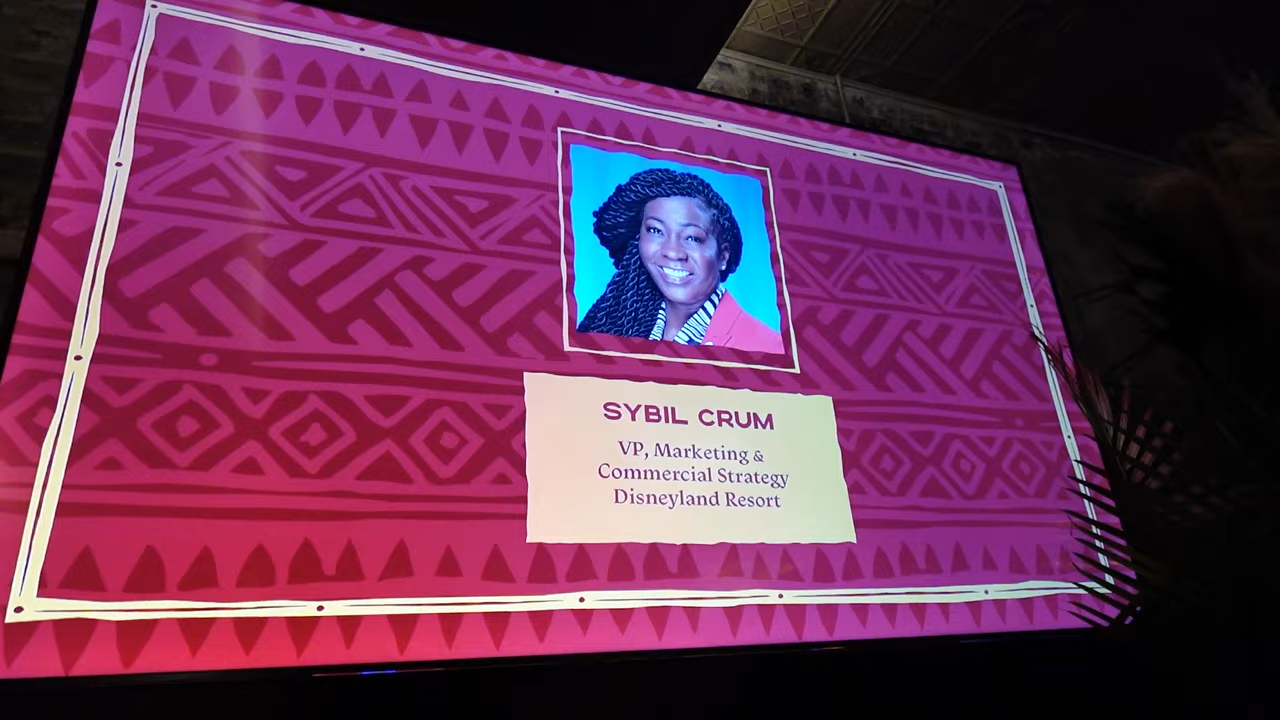 SYBIL CRUM
VP, Marketing &
Commercial Strategy
Disneyland Resort